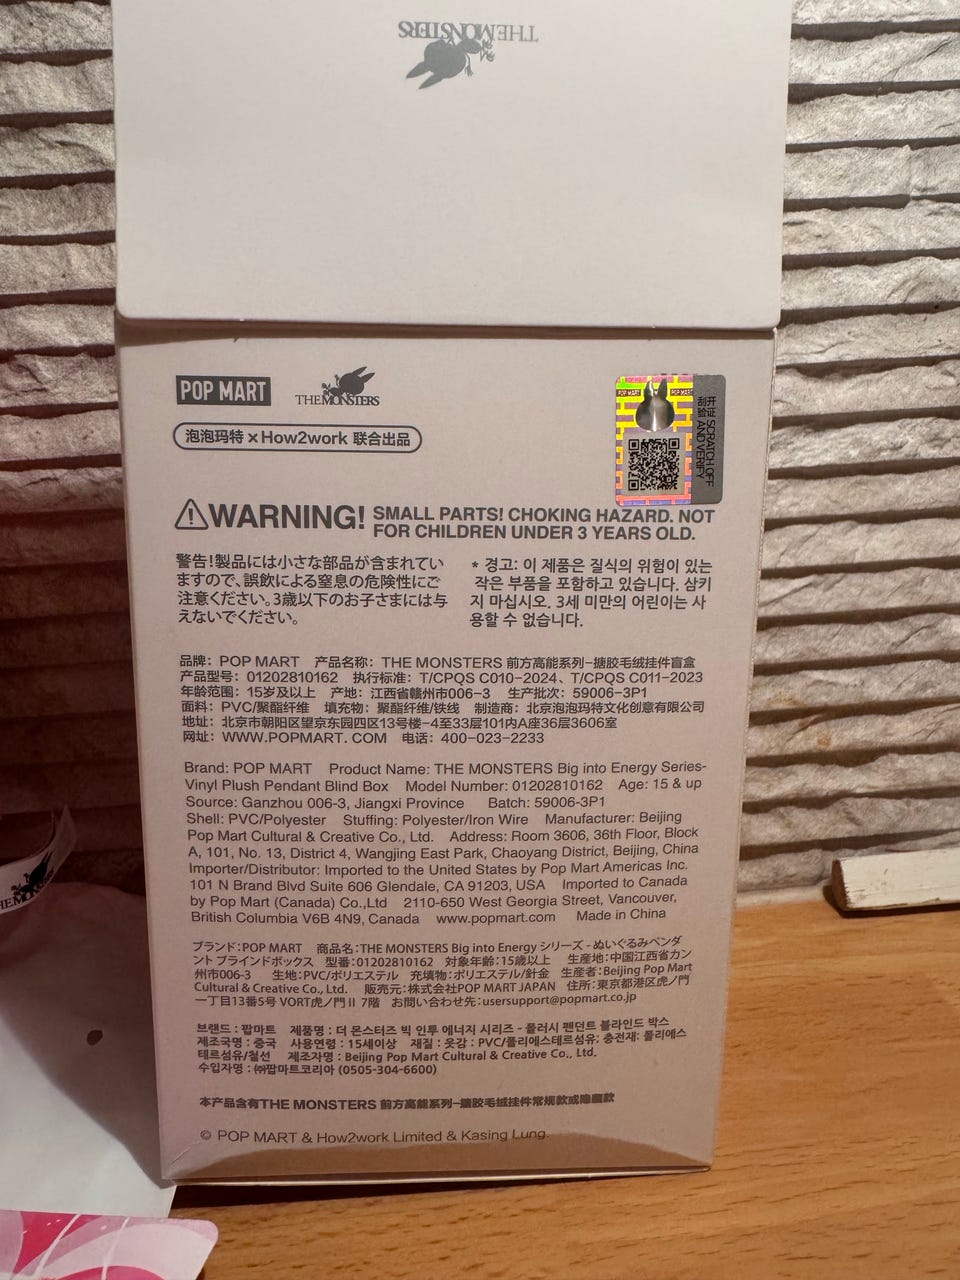 THE MONSTERS
POP MART
THE MONSTERS
泡泡玛特 × How2work 联合出品
POP MART POP MART
开证 SCRATCH OFF
刮验 AND VERIFY
WARNING! SMALL PARTS! CHOKING HAZARD. NOT
FOR CHILDREN UNDER 3 YEARS OLD.
警告!製品には小さな部品が含まれてい
ますので、誤飲による窒息の危険性にご
注意ください。3歳以下のお子さまには与
えないでください。
* 경고: 이 제품은 질식의 위험이 있는
작은 부품을 포함하고 있습니다. 삼키
지 마십시오. 3세 미만의 어린이는 사
용할 수 없습니다.
品牌: POP MART 产品名称: THE MONSTERS 前方高能系列-搪胶毛绒挂件盲盒
产品型号: 01202810162 执行标准: T/CPQS C010-2024、T/CPQS C011-2023
年龄范围: 15岁及以上 产地: 江西省赣州市006-3 生产批次: 59006-3P1
面料: PVC/聚酯纤维 填充物: 聚酯纤维/铁线 制造商: 北京泡泡玛特文化创意有限公司
地址: 北京市朝阳区望京东园四区13号楼-4至33层101内A座36层3606室
网址: WWW.POPMART.COM 电话: 400-023-2233
Brand: POP MART Product Name: THE MONSTERS Big into Energy Series-
Vinyl Plush Pendant Blind Box Model Number: 01202810162 Age: 15 & up
Source: Ganzhou 006-3, Jiangxi Province Batch: 59006-3P1
Shell: PVC/Polyester Stuffing: Polyester/Iron Wire Manufacturer: Beijing
Pop Mart Cultural & Creative Co., Ltd. Address: Room 3606, 36th Floor, Block
A, 101, No. 13, District 4, Wangjing East Park, Chaoyang District, Beijing, China
Importer/Distributor: Imported to the United States by Pop Mart Americas Inc.
101 N Brand Blvd Suite 606 Glendale, CA 91203, USA Imported to Canada
by Pop Mart (Canada) Co.,Ltd 2110-650 West Georgia Street, Vancouver,
British Columbia V6B 4N9, Canada www.popmart.com Made in China
ブランド:POP MART 商品名:THE MONSTERS Big into Energy シリーズ - ぬいぐるみペンダ
ント ブラインドボックス 型番:01202810162 対象年齢:15歳以上 生産地:中国江西省カン
州市006-3 生地:PVC/ポリエステル 充填物:ポリエステル/針金 生産者:Beijing Pop Mart
Cultural & Creative Co., Ltd. 販売元:株式会社POP MART JAPAN 住所:東京都港区虎ノ門
一丁目13番5号 VORT虎ノ門 II 7階 お問い合わせ先:usersupport@popmart.co.jp
브랜드 : 팝마트 제품명 : 더 몬스터즈 빅 인투 에너지 시리즈 - 플러시 펜던트 블라인드 박스
제조국명 : 중국 사용연령 : 15세이상 재질 : 옷감 : PVC/폴리에스테르섬유; 충전재: 폴리에스
테르섬유/철선 제조자명 : Beijing Pop Mart Cultural & Creative Co., Ltd.
수입자명 : ㈜팝마트코리아 (0505-304-6600)
本产品含有THE MONSTERS 前方高能系列-搪胶毛绒挂件常规款或隐藏款
© POP MART & How2work Limited & Kasing Lung.
THE MONSTERS